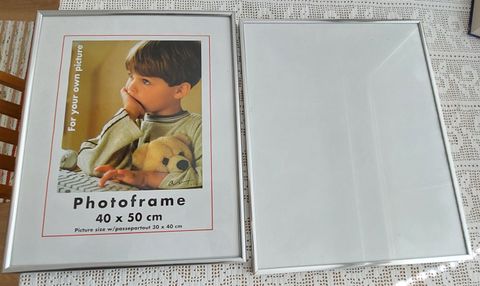 For your own picture
Photoframe
40 x 50 cm
Picture size w/passepartout 30 x 40 cm